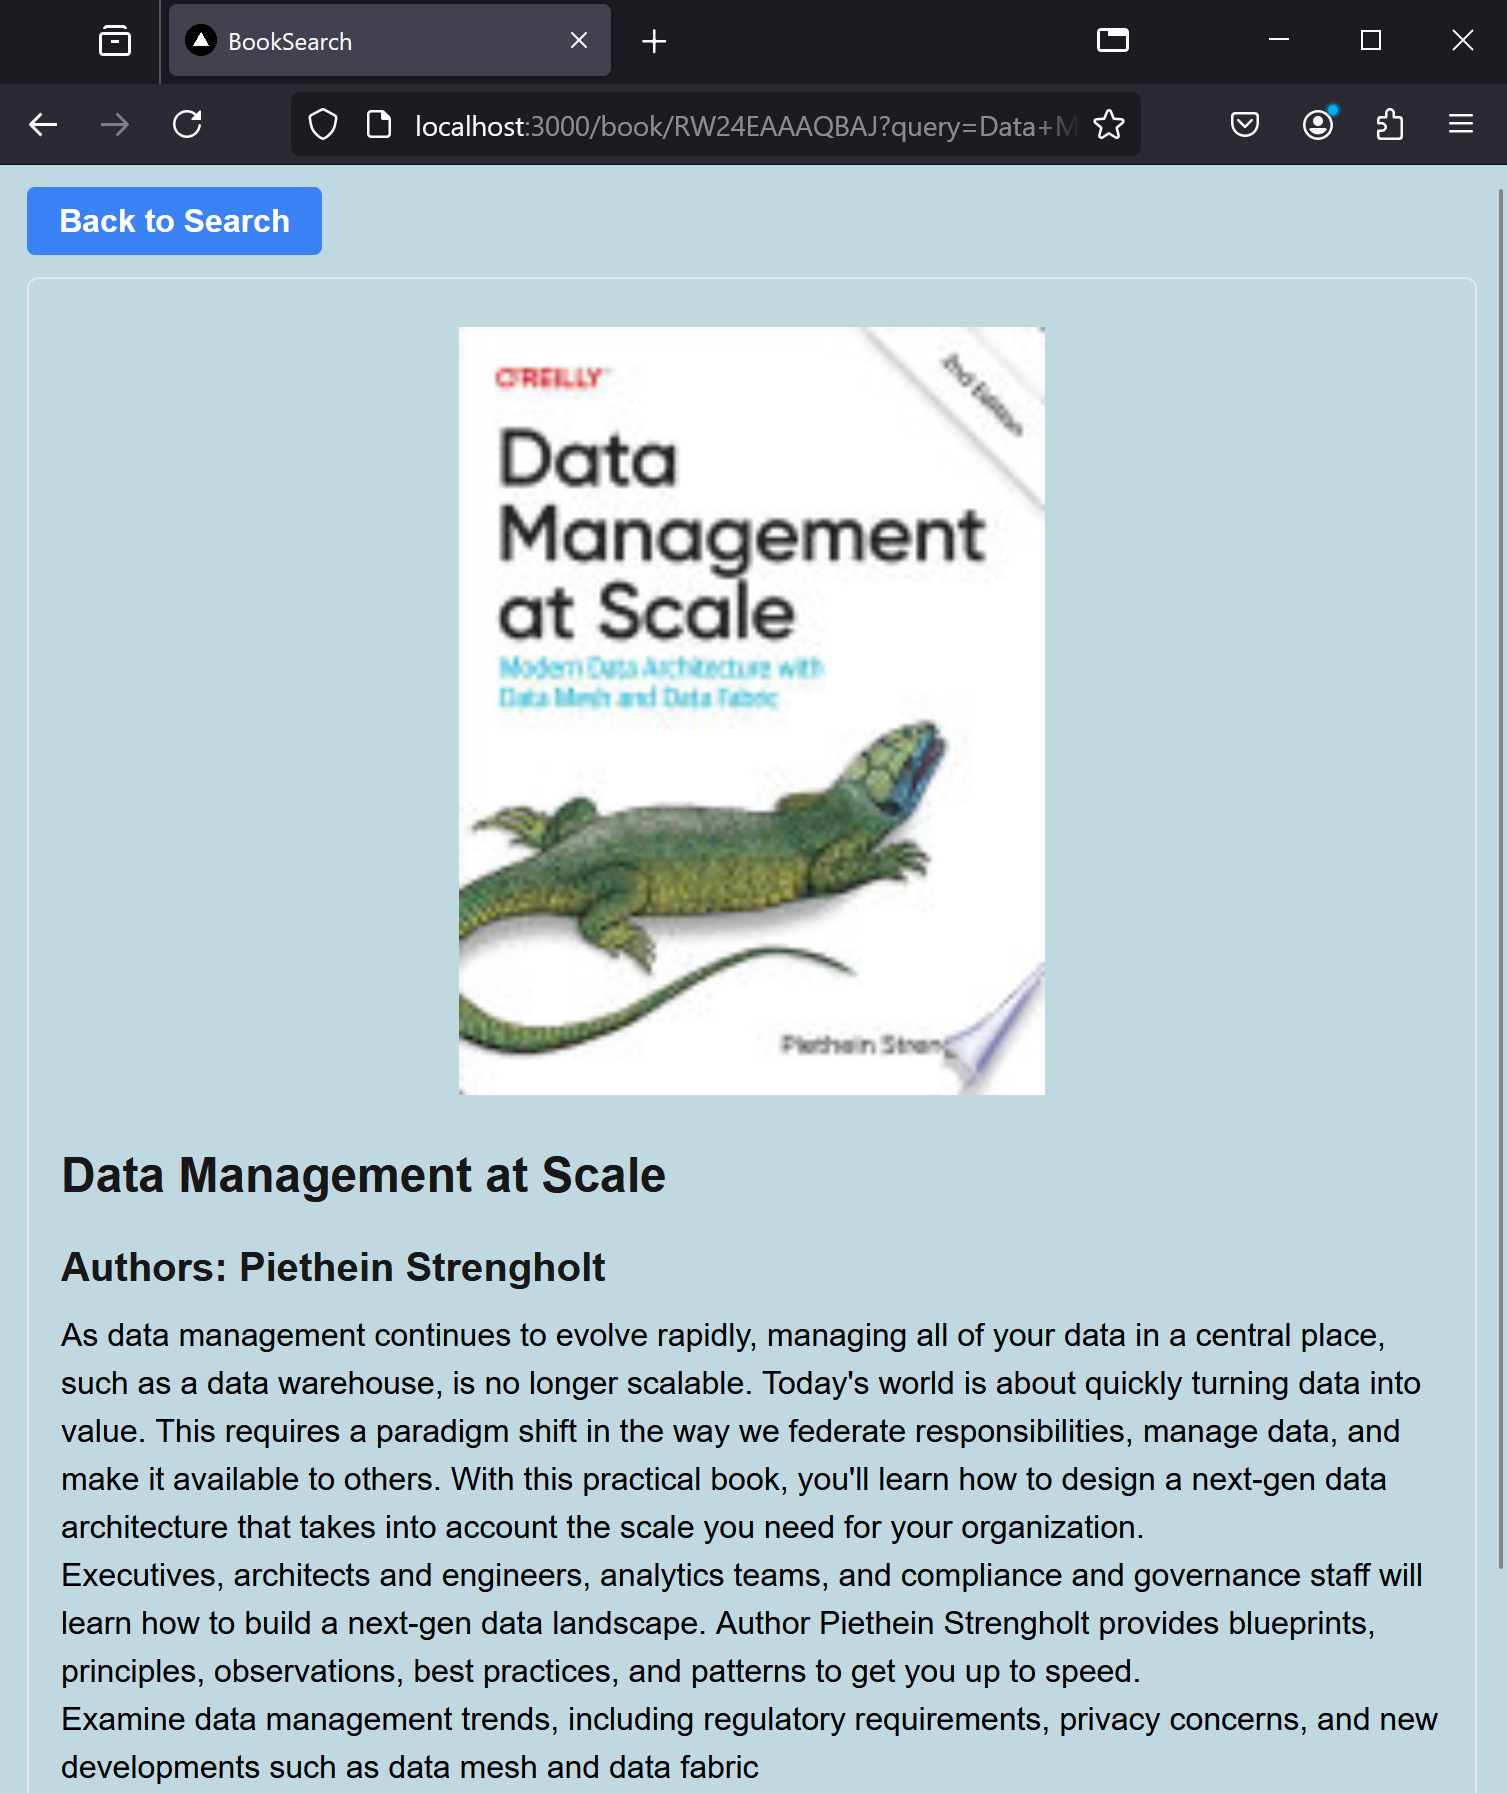 BookSearch
localhost:3000/book/RW24EAAAQBAJ?query=Data+M
Back to Search
O'REILLY
2nd Edition
Data
Management
at Scale
Modern Data Architecture with
Data Mesh and Data Fabric
Piethein Streng
Data Management at Scale
Authors: Piethein Strengholt
As data management continues to evolve rapidly, managing all of your data in a central place,
such as a data warehouse, is no longer scalable. Today's world is about quickly turning data into
value. This requires a paradigm shift in the way we federate responsibilities, manage data, and
make it available to others. With this practical book, you'll learn how to design a next-gen data
architecture that takes into account the scale you need for your organization.
Executives, architects and engineers, analytics teams, and compliance and governance staff will
learn how to build a next-gen data landscape. Author Piethein Strengholt provides blueprints,
principles, observations, best practices, and patterns to get you up to speed.
Examine data management trends, including regulatory requirements, privacy concerns, and new
developments such as data mesh and data fabric